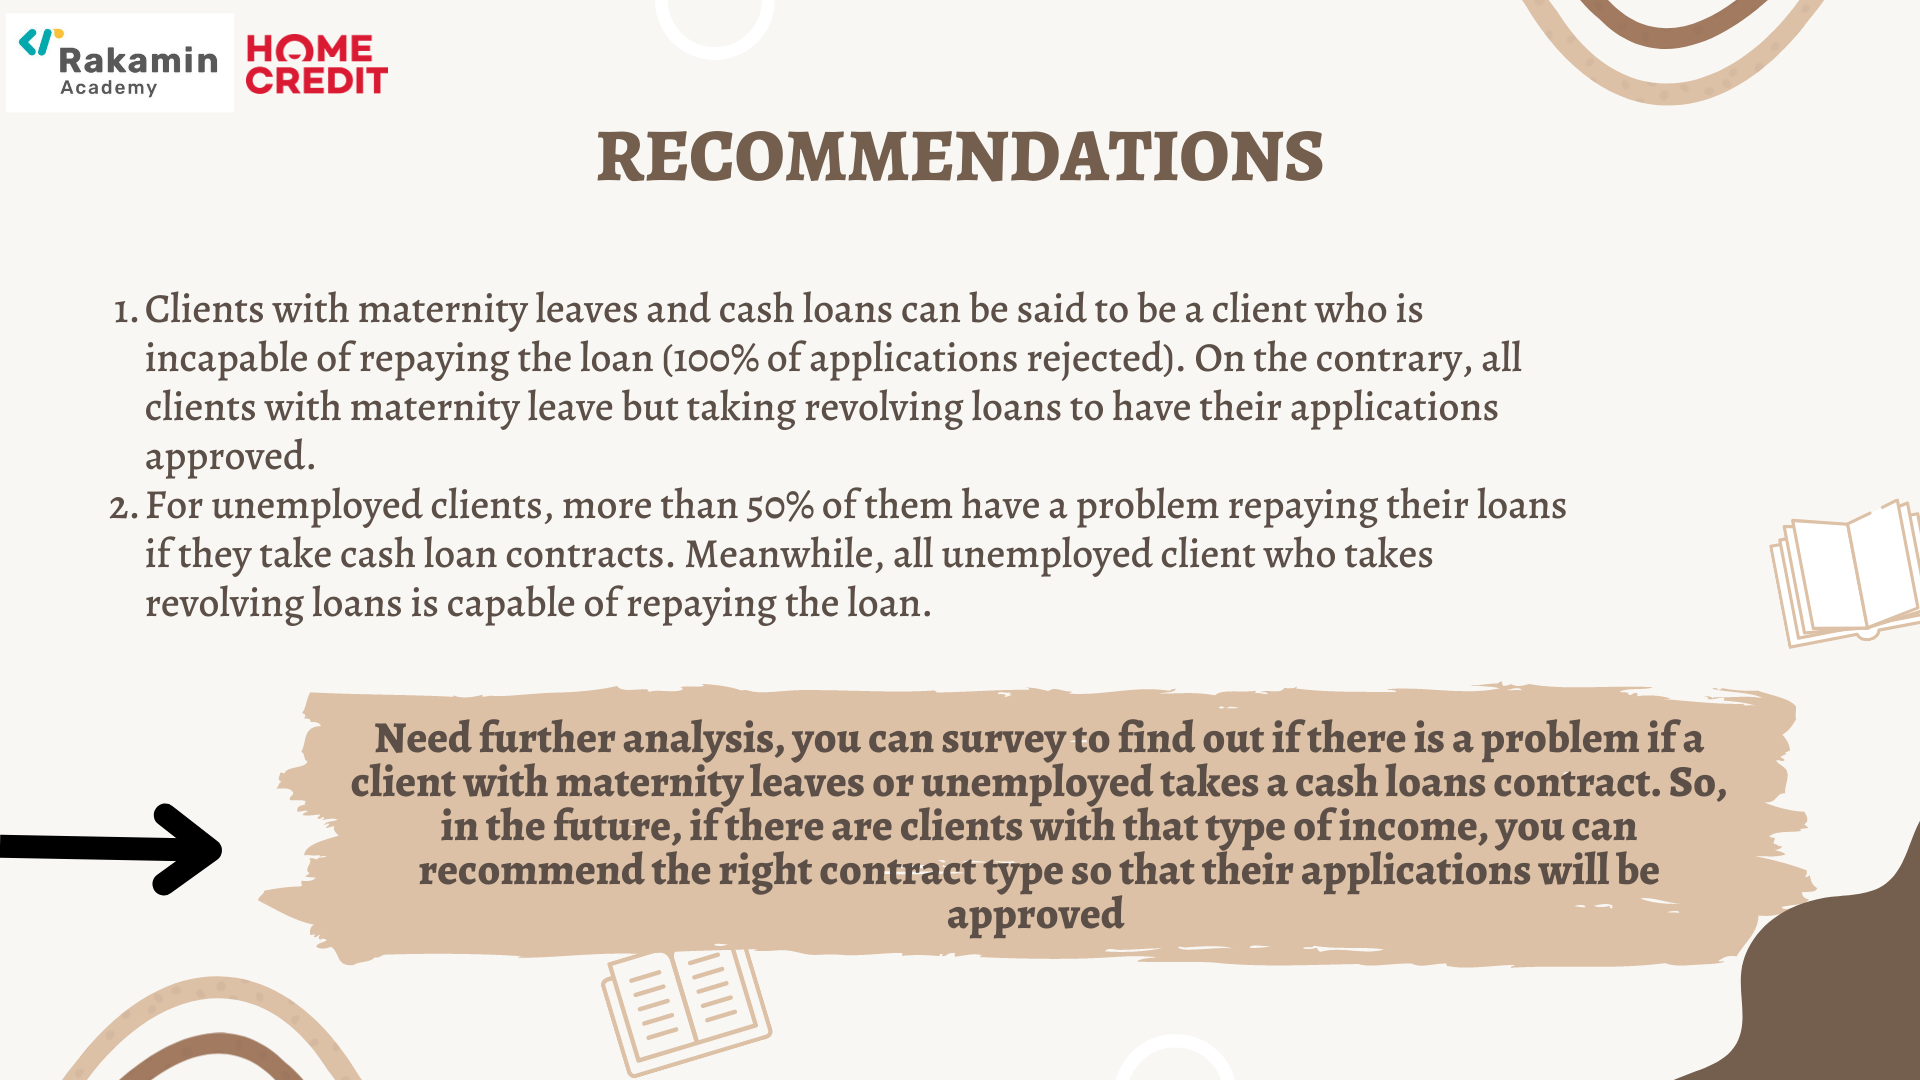 Rakamin
Academy
HOME
CREDIT
RECOMMENDATIONS
1. Clients with maternity leaves and cash loans can be said to be a client who is
incapable of repaying the loan (100% of applications rejected). On the contrary, all
clients with maternity leave but taking revolving loans to have their applications
approved.
2. For unemployed clients, more than 50% of them have a problem repaying their loans
if they take cash loan contracts. Meanwhile, all unemployed client who takes
revolving loans is capable of repaying the loan.
Need further analysis, you can survey to find out if there is a problem if a
client with maternity leaves or unemployed takes a cash loans contract. So,
in the future, if there are clients with that type of income, you can
recommend the right contract type so that their applications will be
approved